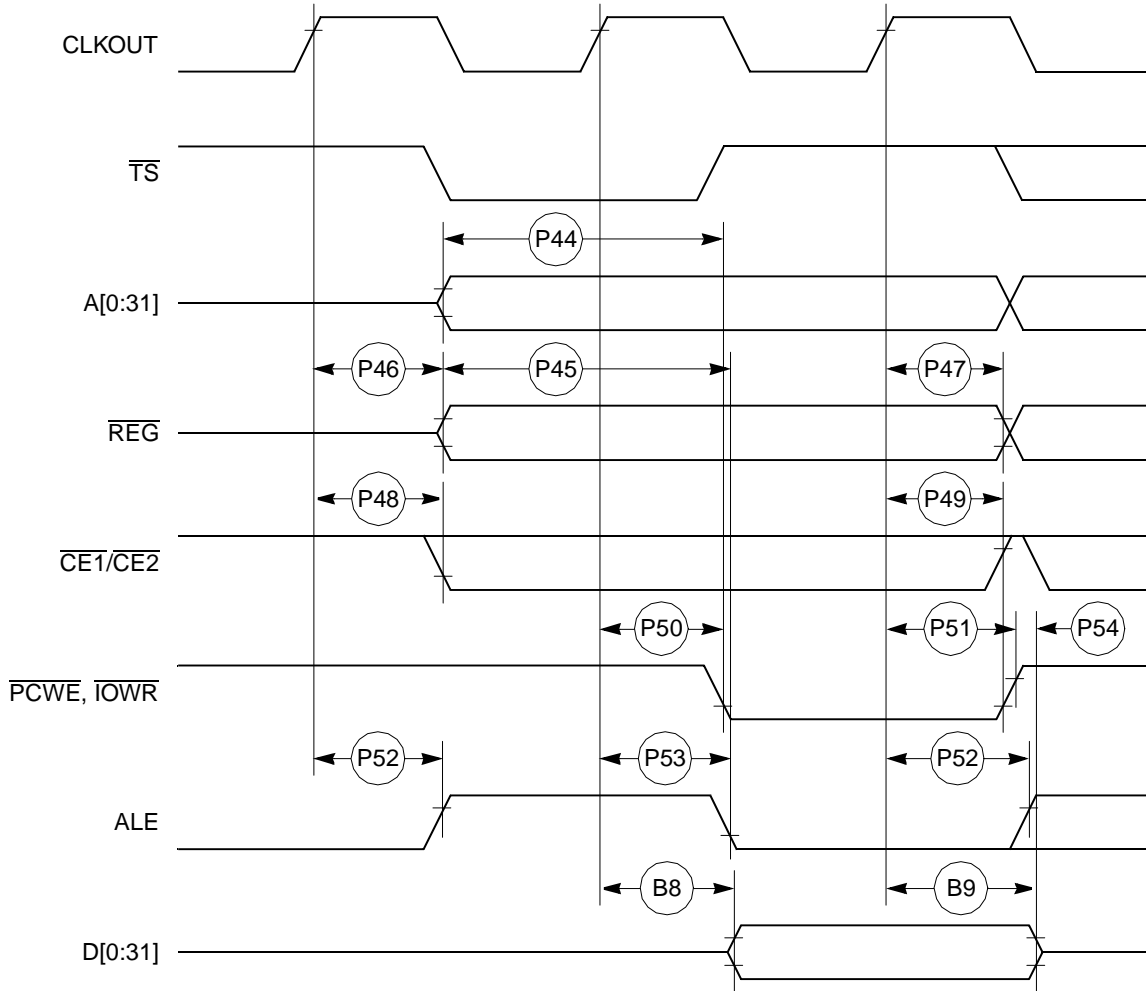 CLKOUT
TS
P44
A[0:31]
P46 P45 P47
REG
P48 P49
CE1/CE2
P50 P51 P54
PCWE, IOWR
P52 P53 P52
ALE
B8 B9
D[0:31]